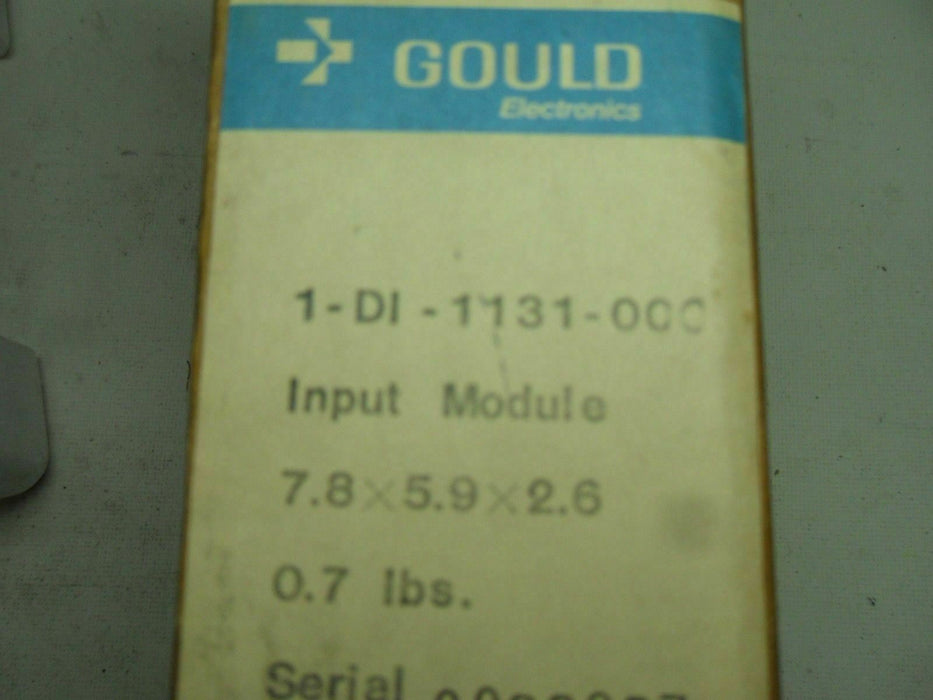 GOULD
Electronics
1-DI-1131-000
Input Module
7.8×5.9×2.6
0.7 lbs.
Serial